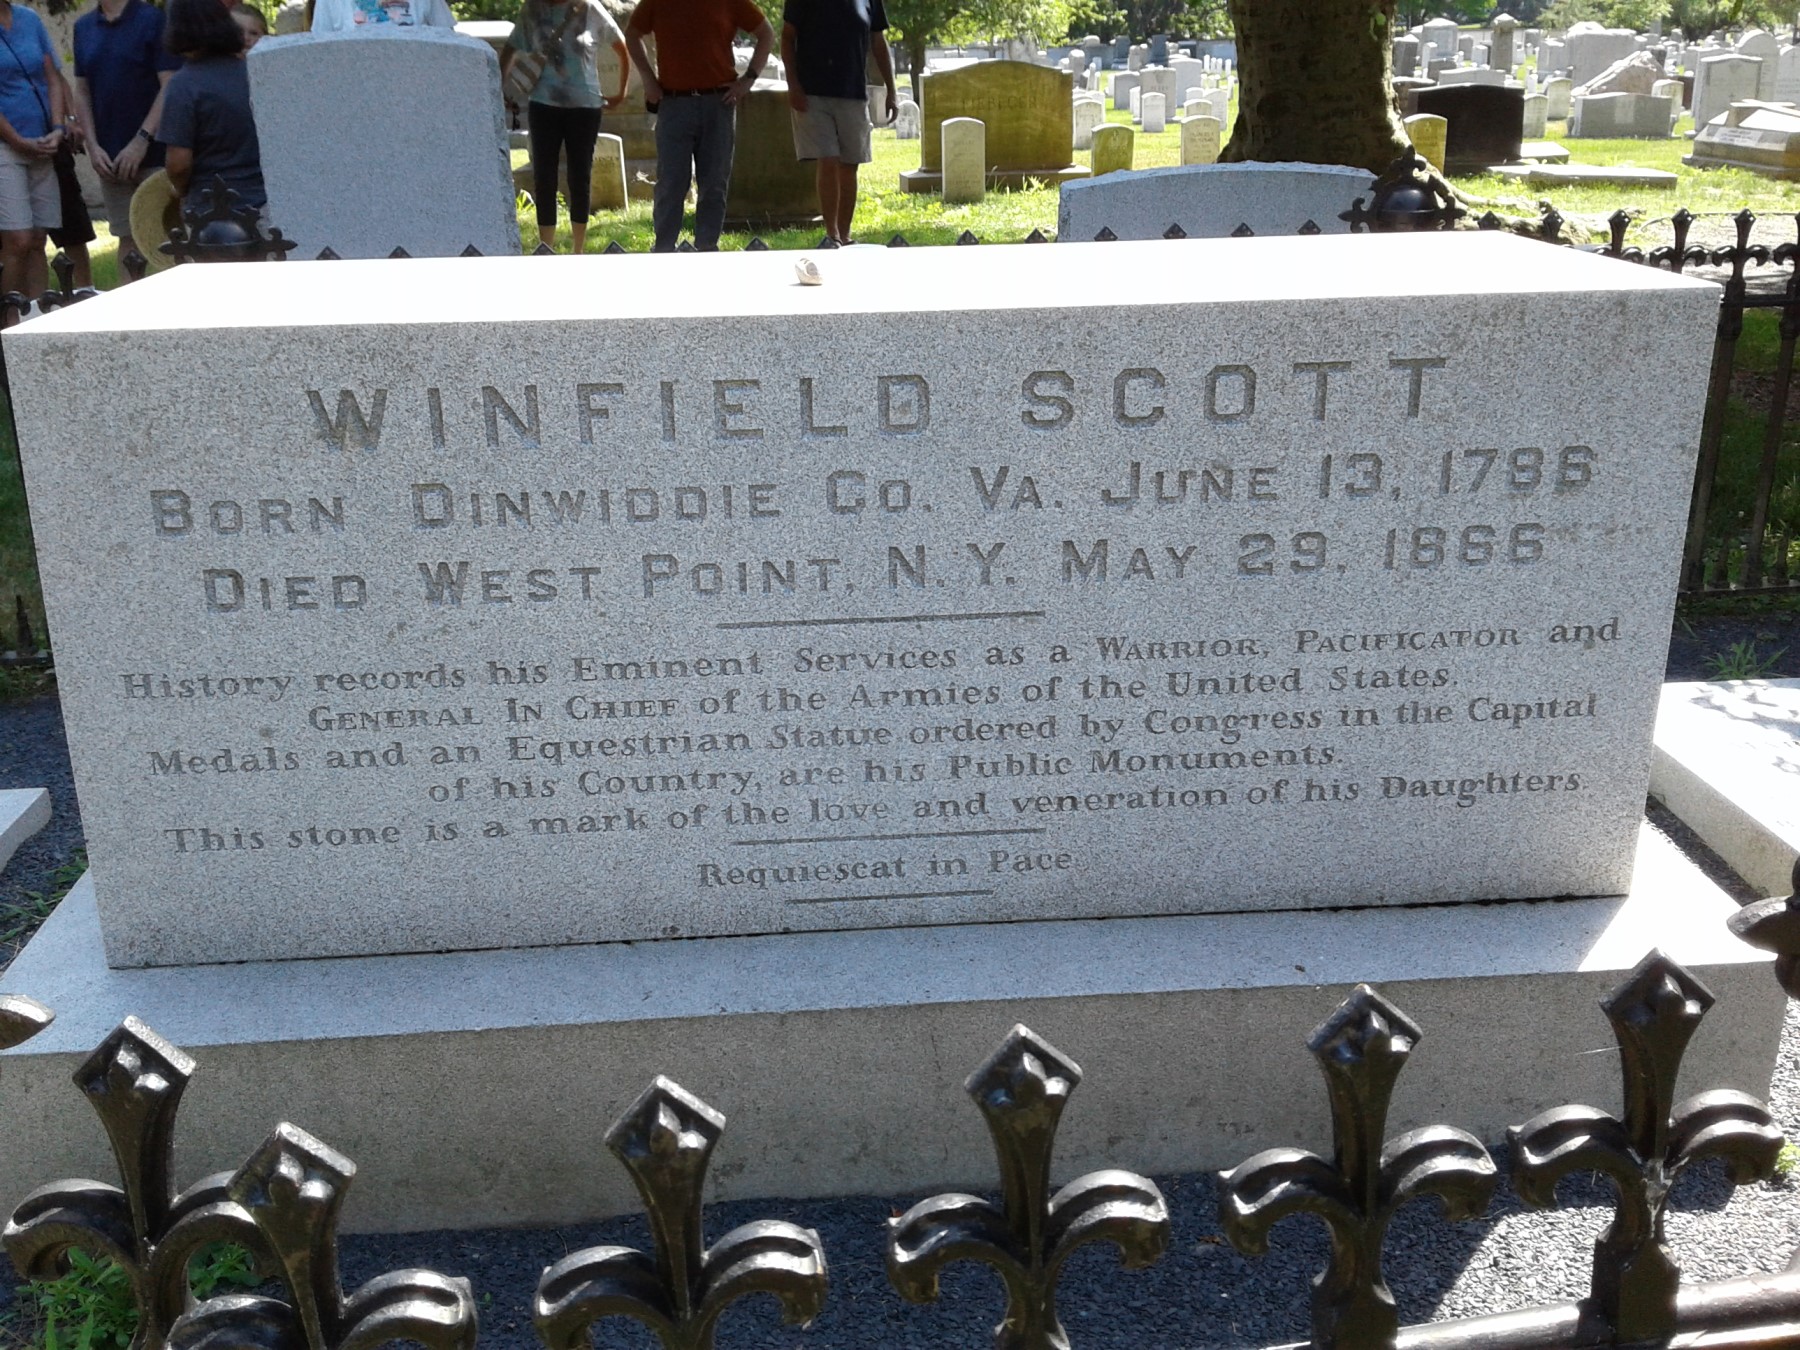 WINFIELD SCOTT
BORN DINWIDDIE CO. VA. JUNE 13, 1786
DIED WEST POINT, N.Y. MAY 29, 1866
History records his Eminent Services as a WARRIOR, PACIFICATOR and
GENERAL IN CHIEF of the Armies of the United States.
Medals and an Equestrian Statue ordered by Congress in the Capital
of his Country, are his Public Monuments.
This stone is a mark of the love and veneration of his Daughters.
Requiescat in Pace